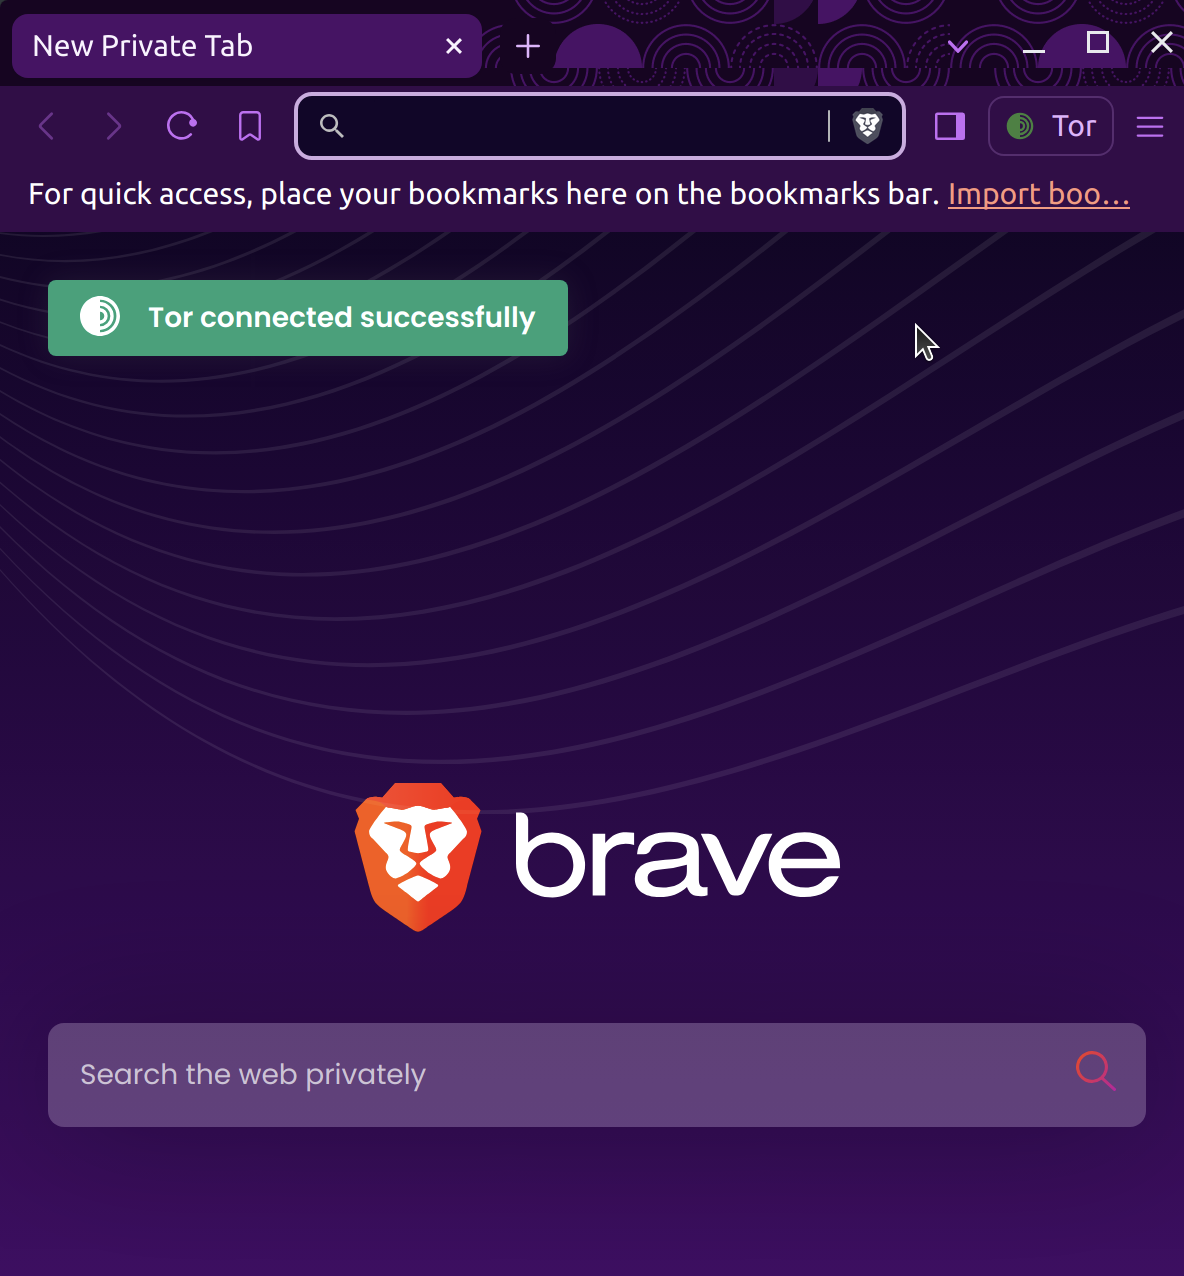 New Private Tab
Tor
For quick access, place your bookmarks here on the bookmarks bar. Import boo...
Tor connected successfully
brave
Search the web privately